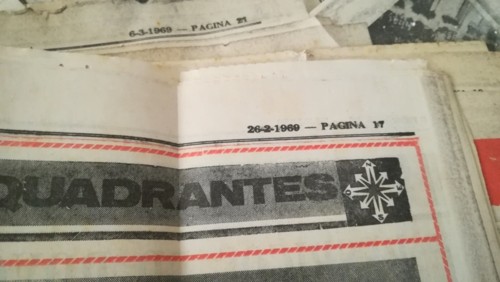 6-3-1969 — PAGINA 21
26-2-1969 — PAGINA 17
QUADRANTES